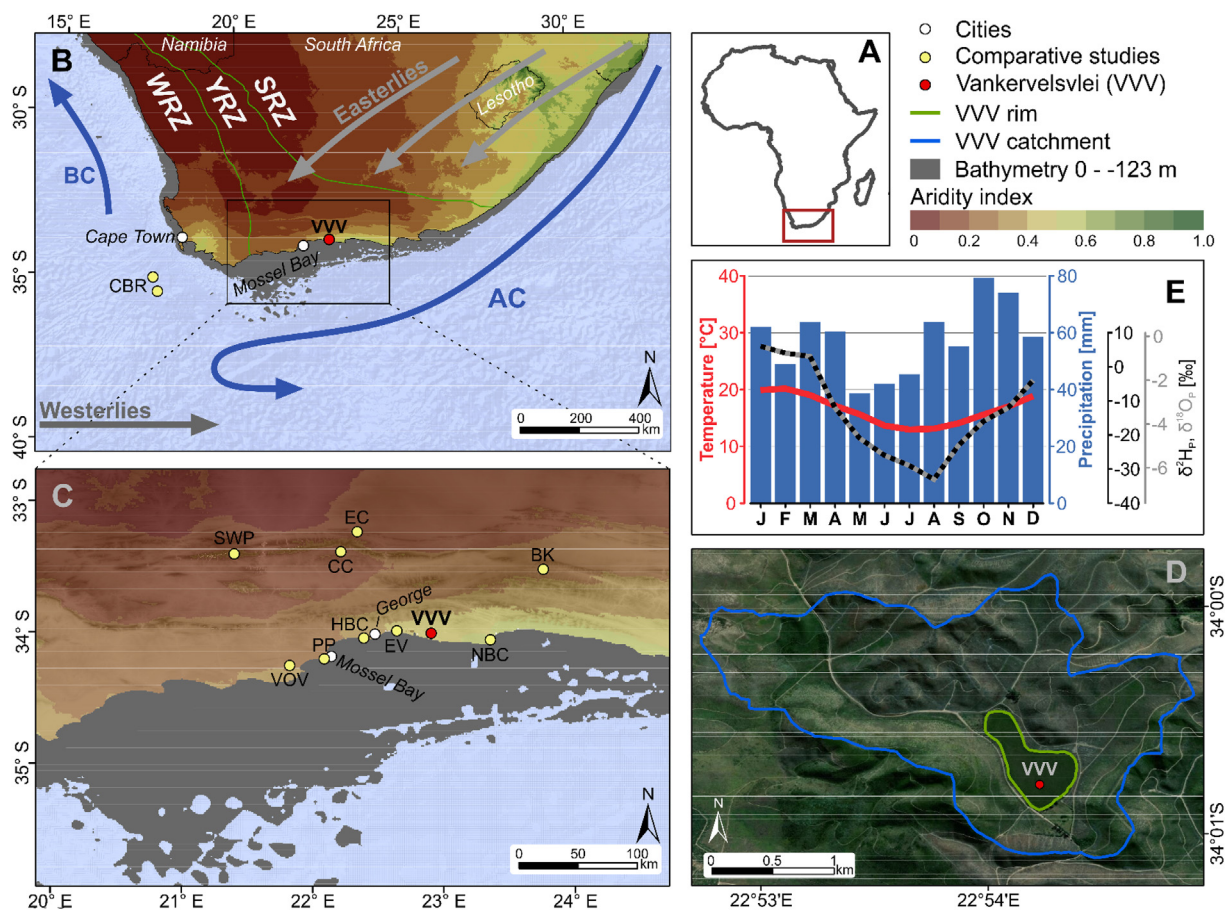 15° E 20° E 25° E 30° E
B
Namibia
South Africa
WRZ
YRZ
SRZ
Easterlies
Lesotho
30° S
35° S
40° S
BC
Cape Town
VVV
Mossel Bay
CBR
AC
N
Westerlies
0 200 400
km
A
Cities
Comparative studies
Vankervelsvlei (VVV)
VVV rim
VVV catchment
Bathymetry 0 - -123 m
Aridity index
0 0.2 0.4 0.6 0.8 1.0
E
Temperature [°C]
40
30
20
10
0
Precipitation [mm]
80
60
40
20
0
10
0
-10
-20
-30
-40
0
-2
-4
-6
δ²Hₚ, δ¹⁸Oₚ [‰]
J F M A M J J A S O N D
C
33° S
34° S
35° S
EC
SWP
CC
BK
George
VVV
HBC
EV
NBC
PP
VOV
Mossel Bay
N
0 50 100
km
20° E 21° E 22° E 23° E 24° E
D
VVV
N
0 0.5 1
km
34°00'S
34°01'S
22°53'E 22°54'E